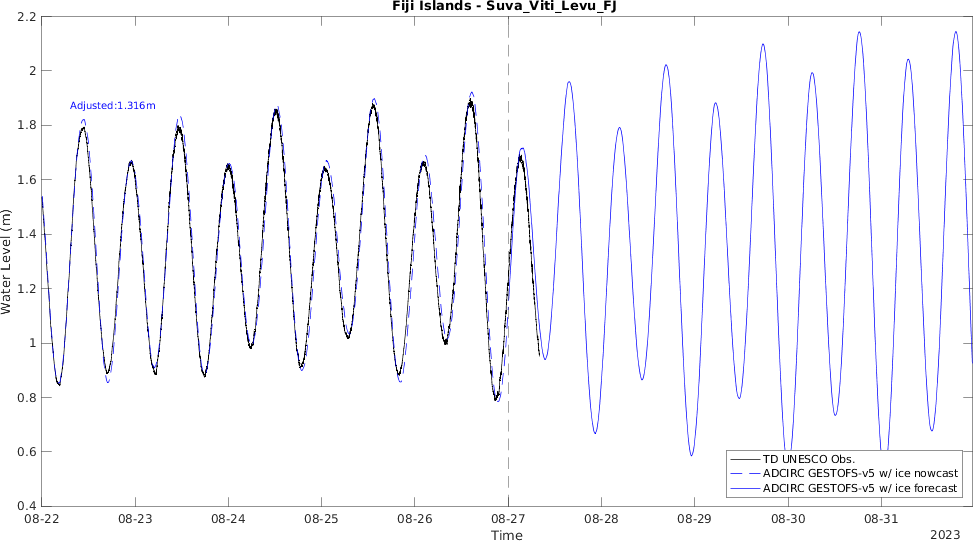 Fiji Islands - Suva_Viti_Levu_FJ
2.2
2
1.8
1.6
1.4
1.2
1
0.8
0.6
0.4
Water Level (m)
Adjusted:1.316m
TD UNESCO Obs.
ADCIRC GESTOFS-v5 w/ ice nowcast
ADCIRC GESTOFS-v5 w/ ice forecast
08-22 08-23 08-24 08-25 08-26 08-27 08-28 08-29 08-30 08-31
Time
2023